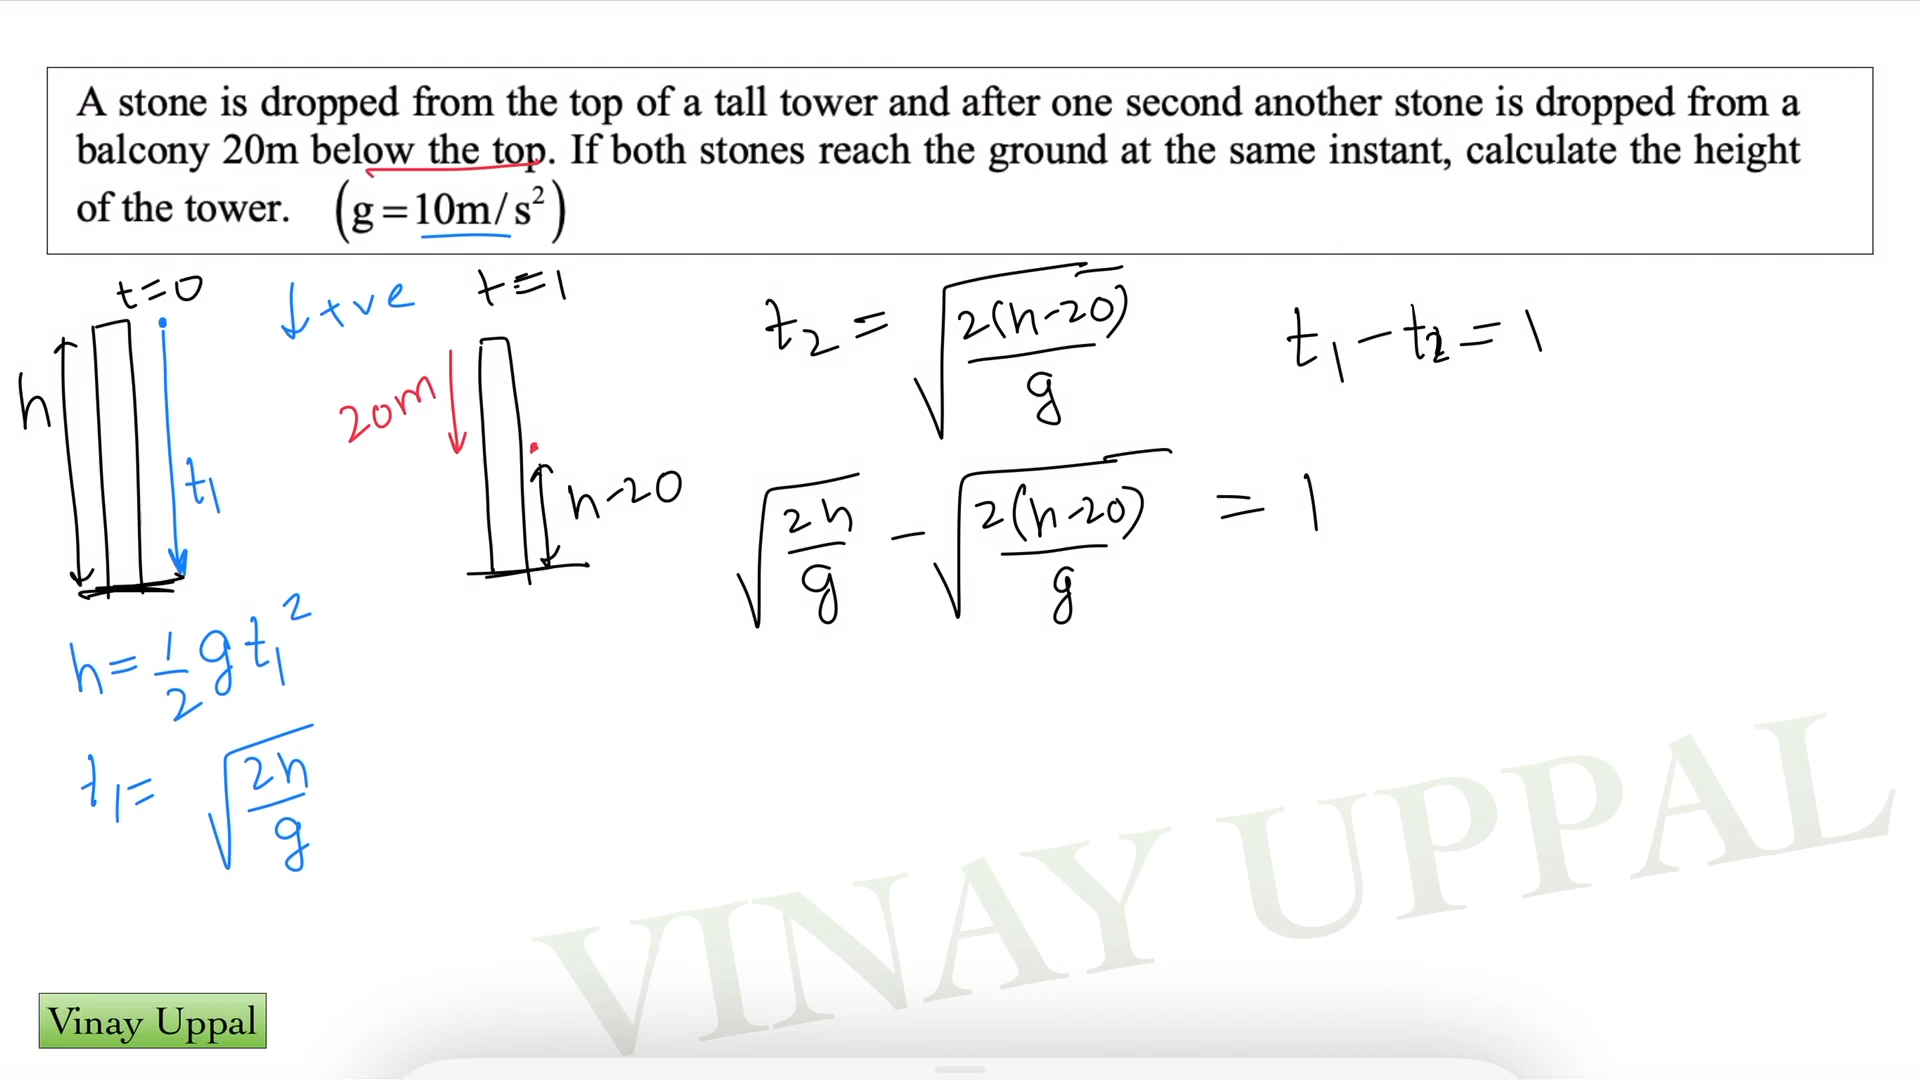 A stone is dropped from the top of a tall tower and after one second another stone is dropped from a
balcony 20m below the top. If both stones reach the ground at the same instant, calculate the height
of the tower. (g = 10m/s²)
t=0
↓+ve
t=1
h
t₁
20m
h-20
h = 1/2 g t₁²
t₁ = √(2h/g)
t₂ = √(2(h-20)/g)
t₁ - t₂ = 1
√(2h/g) - √(2(h-20)/g) = 1
VINAY UPPAL
Vinay Uppal